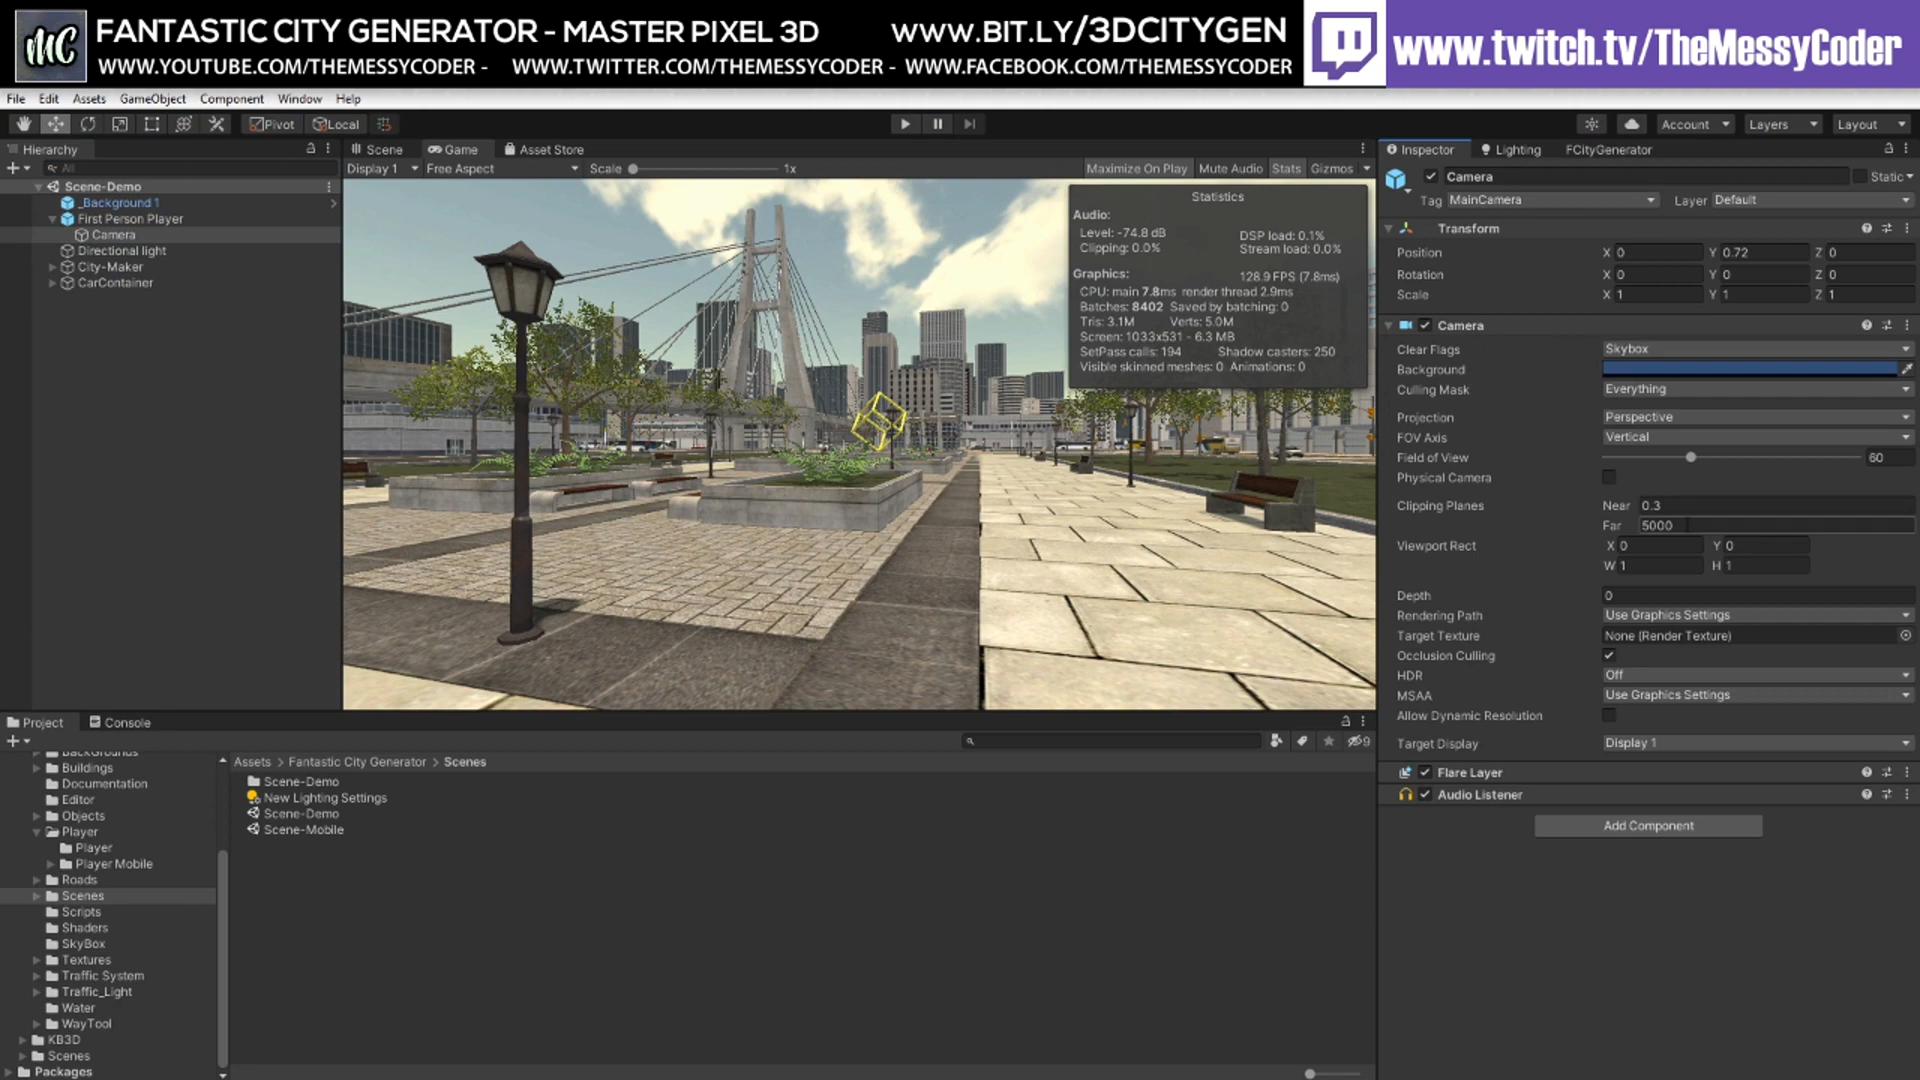 MC FANTASTIC CITY GENERATOR - MASTER PIXEL 3D WWW.BIT.LY/3DCITYGEN
WWW.YOUTUBE.COM/THEMESSYCODER - WWW.TWITTER.COM/THEMESSYCODER - WWW.FACEBOOK.COM/THEMESSYCODER
www.twitch.tv/TheMessyCoder
File Edit Assets GameObject Component Window Help
Pivot Local Account Layers Layout
Hierarchy
All
Scene-Demo
_Background 1
First Person Player
Camera
Directional light
City-Maker
CarContainer
Scene Game Asset Store
Display 1 Free Aspect Scale 1x Maximize On Play Mute Audio Stats Gizmos
Statistics
Audio:
Level: -74.8 dB DSP load: 0.1%
Clipping: 0.0% Stream load: 0.0%
Graphics: 128.9 FPS (7.8ms)
CPU: main 7.8ms render thread 2.9ms
Batches: 8402 Saved by batching: 0
Tris: 3.1M Verts: 5.0M
Screen: 1033x531 - 6.3 MB
SetPass calls: 194 Shadow casters: 250
Visible skinned meshes: 0 Animations: 0
Inspector Lighting FCityGenerator
Camera Static
Tag MainCamera Layer Default
Transform
Position X 0 Y 0.72 Z 0
Rotation X 0 Y 0 Z 0
Scale X 1 Y 1 Z 1
Camera
Clear Flags Skybox
Background
Culling Mask Everything
Projection Perspective
FOV Axis Vertical
Field of View 60
Physical Camera
Clipping Planes Near 0.3
Far 5000
Viewport Rect X 0 Y 0
W 1 H 1
Depth 0
Rendering Path Use Graphics Settings
Target Texture None (Render Texture)
Occlusion Culling
HDR Off
MSAA Use Graphics Settings
Allow Dynamic Resolution
Target Display Display 1
Flare Layer
Audio Listener
Add Component
Project Console
9
BackGrounds
Buildings
Documentation
Editor
Objects
Player
Player
Player Mobile
Roads
Scenes
Scripts
Shaders
SkyBox
Textures
Traffic System
Traffic_Light
Water
WayTool
KB3D
Scenes
Packages
Assets > Fantastic City Generator > Scenes
Scene-Demo
New Lighting Settings
Scene-Demo
Scene-Mobile